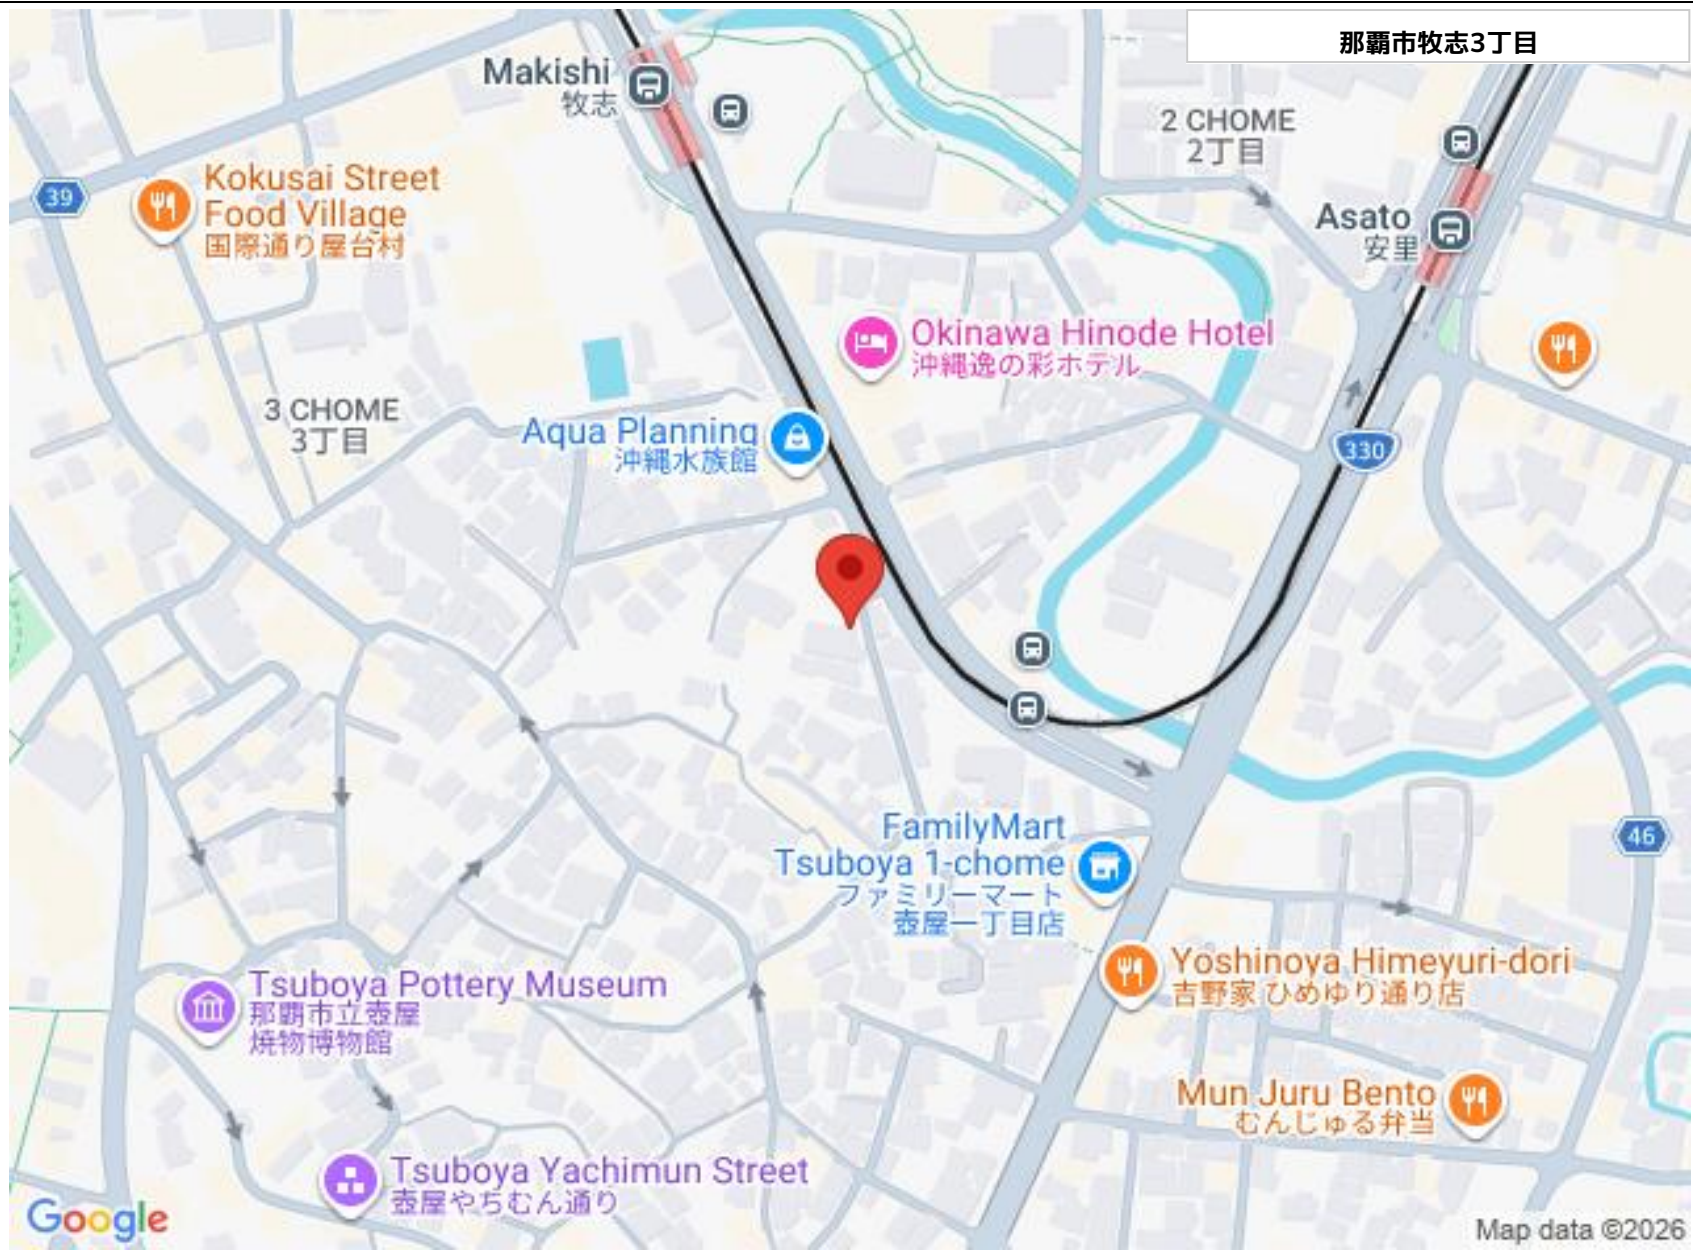 那覇市牧志3丁目
Makishi
牧志
2 CHOME
2丁目
Asato
安里
39
Kokusai Street
Food Village
国際通り屋台村
Okinawa Hinode Hotel
沖縄逸の彩ホテル
3 CHOME
3丁目
Aqua Planning
沖縄水族館
330
FamilyMart
Tsuboya 1-chome
ファミリーマート
壺屋一丁目店
46
Yoshinoya Himeyuri-dori
吉野家 ひめゆり通り店
Tsuboya Pottery Museum
那覇市立壺屋
焼物博物館
Mun Juru Bento
むんじゅる弁当
Tsuboya Yachimun Street
壺屋やちむん通り
Google
Map data ©2026